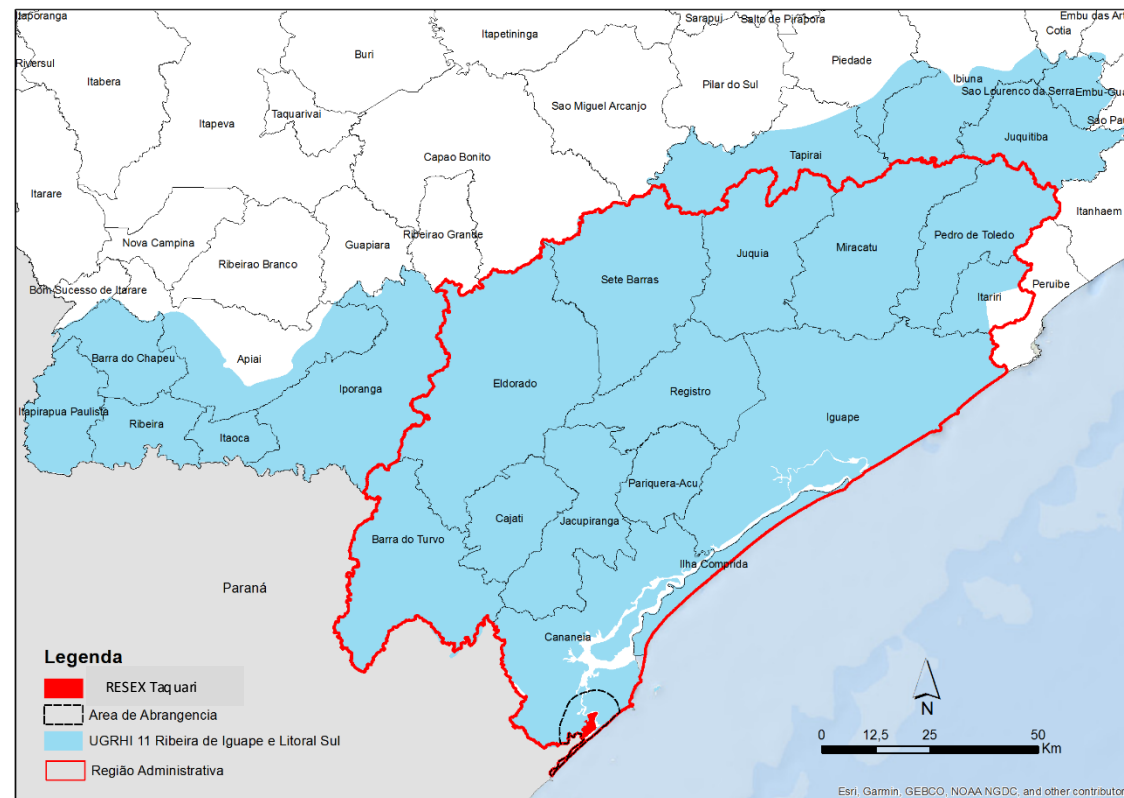 Itaporanga
Sarapui
Salto de Pirapora
Embu das Art
Cotia
Itapetininga
Buri
Piedade
Riversul
Itabera
Ibiuna
Pilar do Sul
Sao Lourenco da Serra
Embu-Gua
Sao Miguel Arcanjo
Taquarivai
Itapeva
Sao Pau
Juquitiba
Capao Bonito
Tapirai
Itarare
Itanhaem
Ribeirao Grande
Pedro de Toledo
Nova Campina
Guapiara
Miracatu
Juquia
Ribeirao Branco
Sete Barras
Peruibe
Bom Sucesso de Itarare
Itariri
Barra do Chapeu
Apiai
Eldorado
Iporanga
Registro
Itapirapua Paulista
Iguape
Ribeira
Itaoca
Pariquera-Acu
Cajati
Jacupiranga
Barra do Turvo
Ilha Comprida
Paraná
Cananeia
Legenda
RESEX Taquari
Area de Abrangencia
UGRHI 11 Ribeira de Iguape e Litoral Sul
Região Administrativa
N
0 12,5 25 50
Km
Esri, Garmin, GEBCO, NOAA NGDC, and other contributor